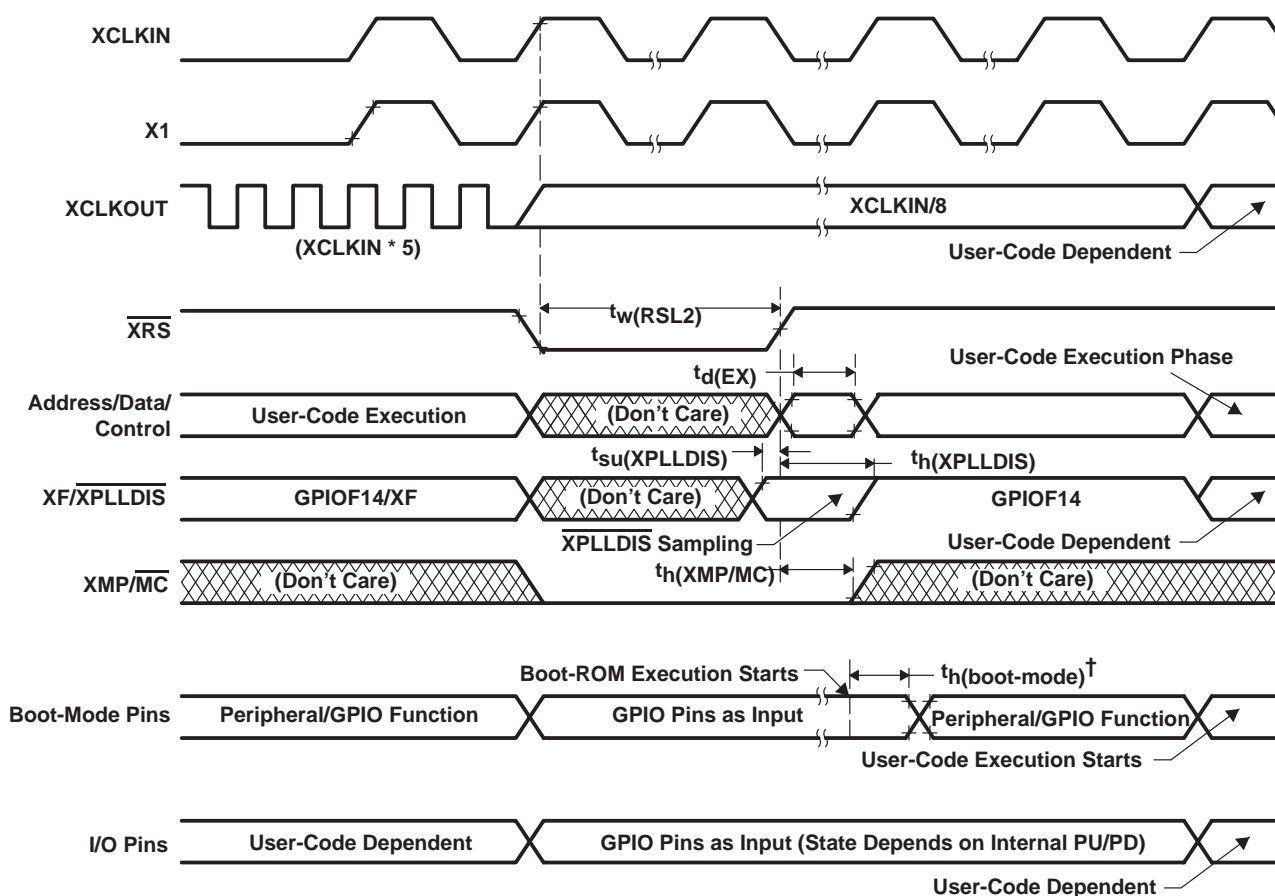 XCLKIN
X1
XCLKOUT
XCLKIN/8
(XCLKIN * 5)
User-Code Dependent
XRS
tw(RSL2)
User-Code Execution Phase
td(EX)
Address/Data/
Control
User-Code Execution
(Don't Care)
tsu(XPLLDIS)
th(XPLLDIS)
XF/XPLLDIS
GPIOF14/XF
(Don't Care)
GPIOF14
XPLLDIS Sampling
User-Code Dependent
th(XMP/MC)
XMP/MC
(Don't Care)
(Don't Care)
Boot-ROM Execution Starts
th(boot-mode)†
Boot-Mode Pins
Peripheral/GPIO Function
GPIO Pins as Input
Peripheral/GPIO Function
User-Code Execution Starts
I/O Pins
User-Code Dependent
GPIO Pins as Input (State Depends on Internal PU/PD)
User-Code Dependent